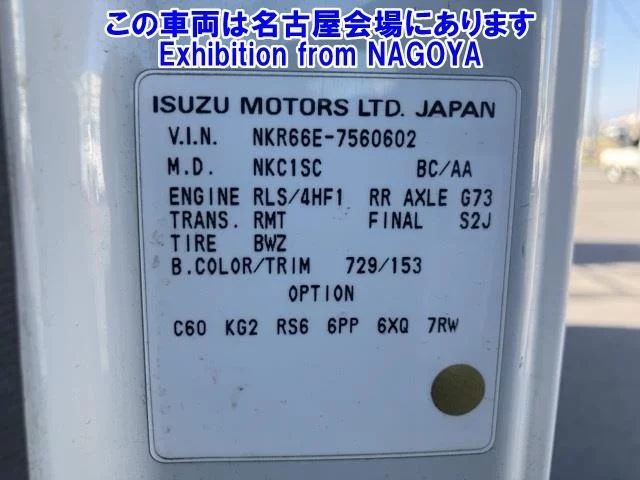 この車両は名古屋会場にあります
Exhibition from NAGOYA
ISUZU MOTORS LTD. JAPAN
V.I.N. NKR66E-7560602
M.D. NKC1SC BC/AA
ENGINE RLS/4HF1 RR AXLE G73
TRANS. RMT FINAL S2J
TIRE BWZ
B.COLOR/TRIM 729/153
OPTION
C60 KG2 RS6 6PP 6XQ 7RW